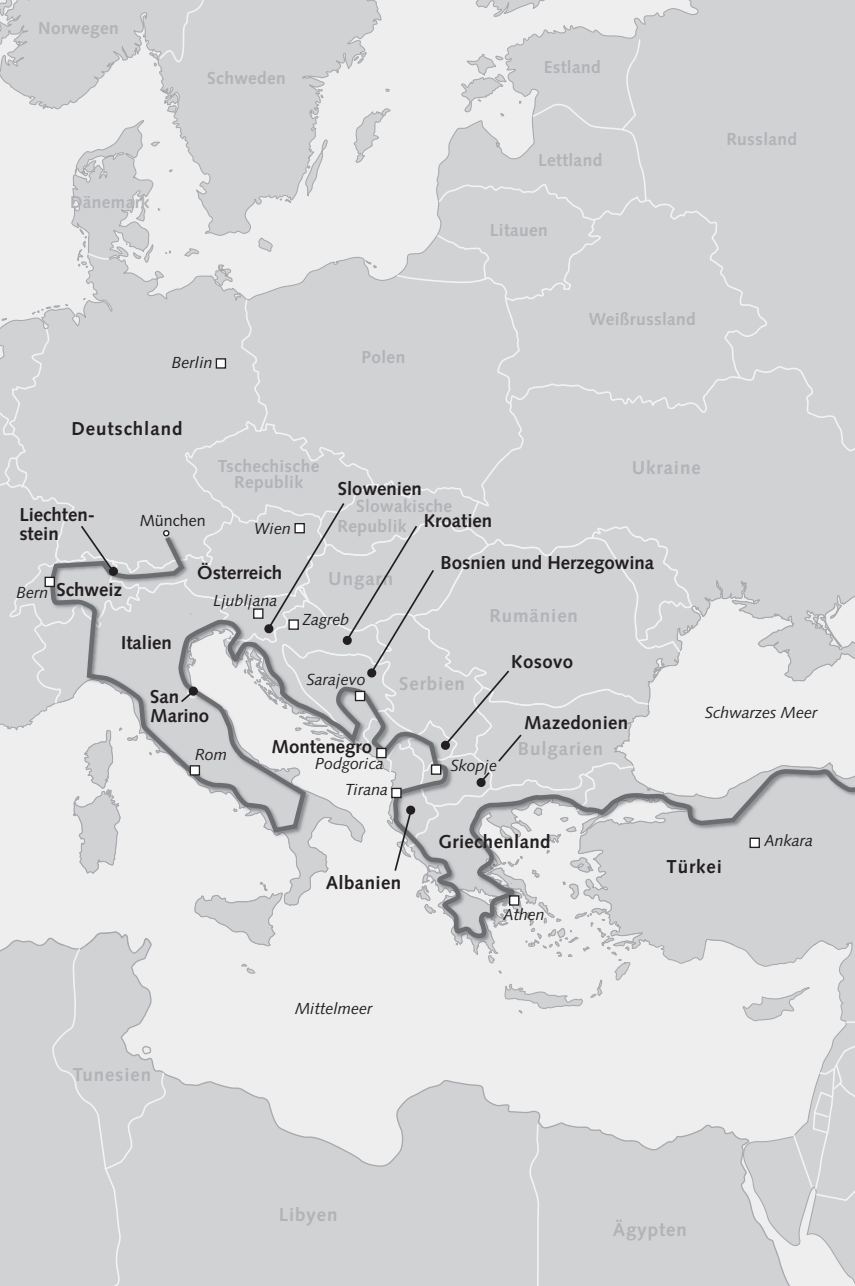 Norwegen
Schweden
Estland
Russland
Lettland
Dänemark
Litauen
Weißrussland
Berlin
Polen
Deutschland
Tschechische
Republik
Ukraine
Slowenien
Slowakische
Republik
Liechten-
stein
München
Wien
Kroatien
Bosnien und Herzegowina
Österreich
Ungarn
Bern
Schweiz
Ljubljana
Zagreb
Rumänien
Italien
Kosovo
Sarajevo
Serbien
San
Marino
Schwarzes Meer
Mazedonien
Montenegro
Bulgarien
Rom
Podgorica
Skopje
Tirana
Griechenland
Ankara
Türkei
Albanien
Athen
Mittelmeer
Tunesien
Libyen
Ägypten